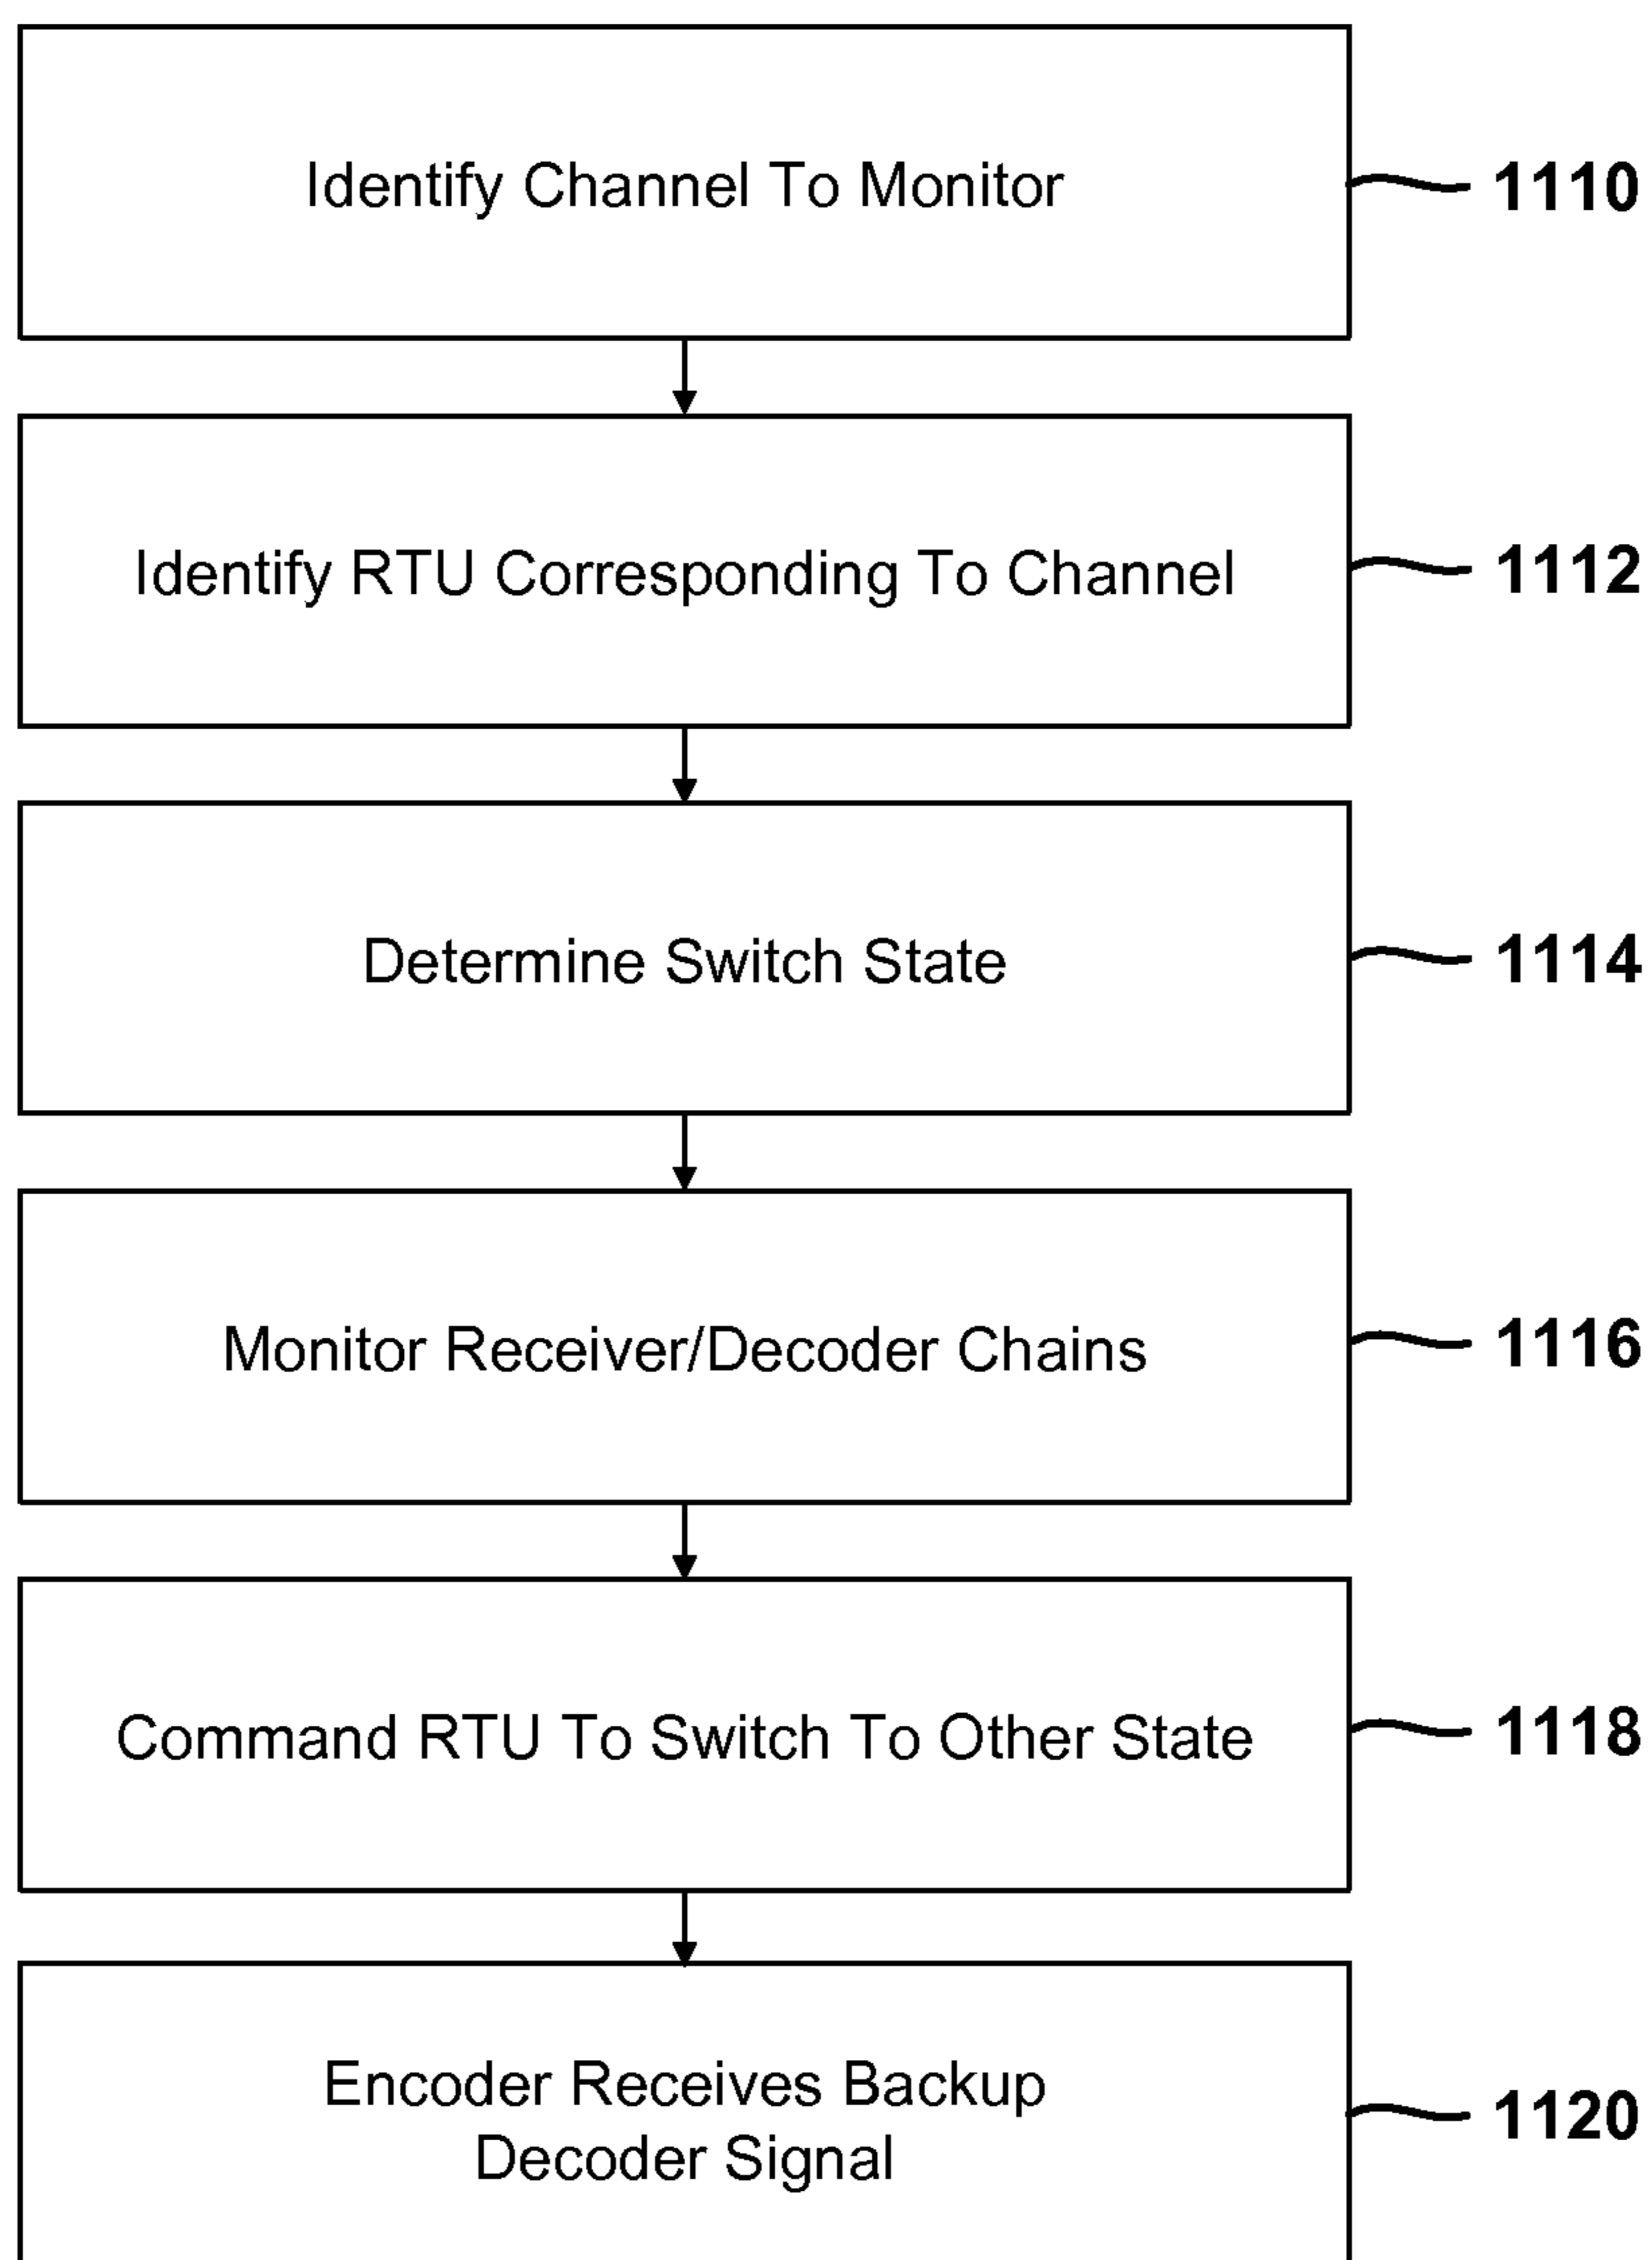 Identify Channel To Monitor
1110
Identify RTU Corresponding To Channel
1112
Determine Switch State
1114
Monitor Receiver/Decoder Chains
1116
Command RTU To Switch To Other State
1118
Encoder Receives Backup
Decoder Signal
1120